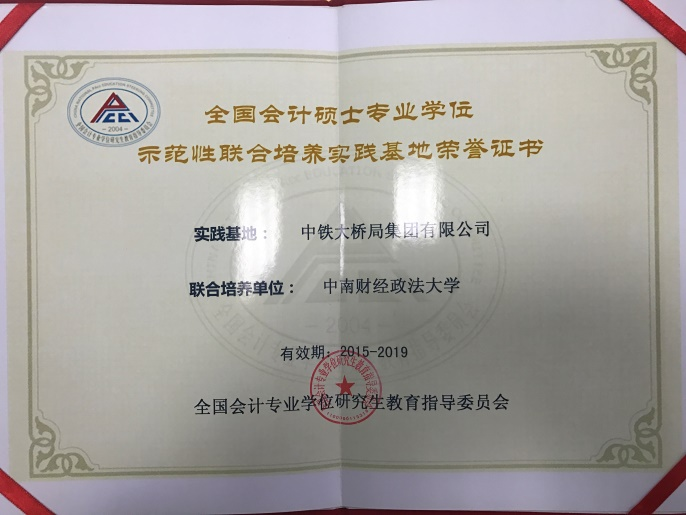 全国会计硕士专业学位
示范性联合培养实践基地荣誉证书
实践基地：中铁大桥局集团有限公司
联合培养单位：中南财经政法大学
有效期：2015-2019
全国会计专业学位研究生教育指导委员会
—2004—